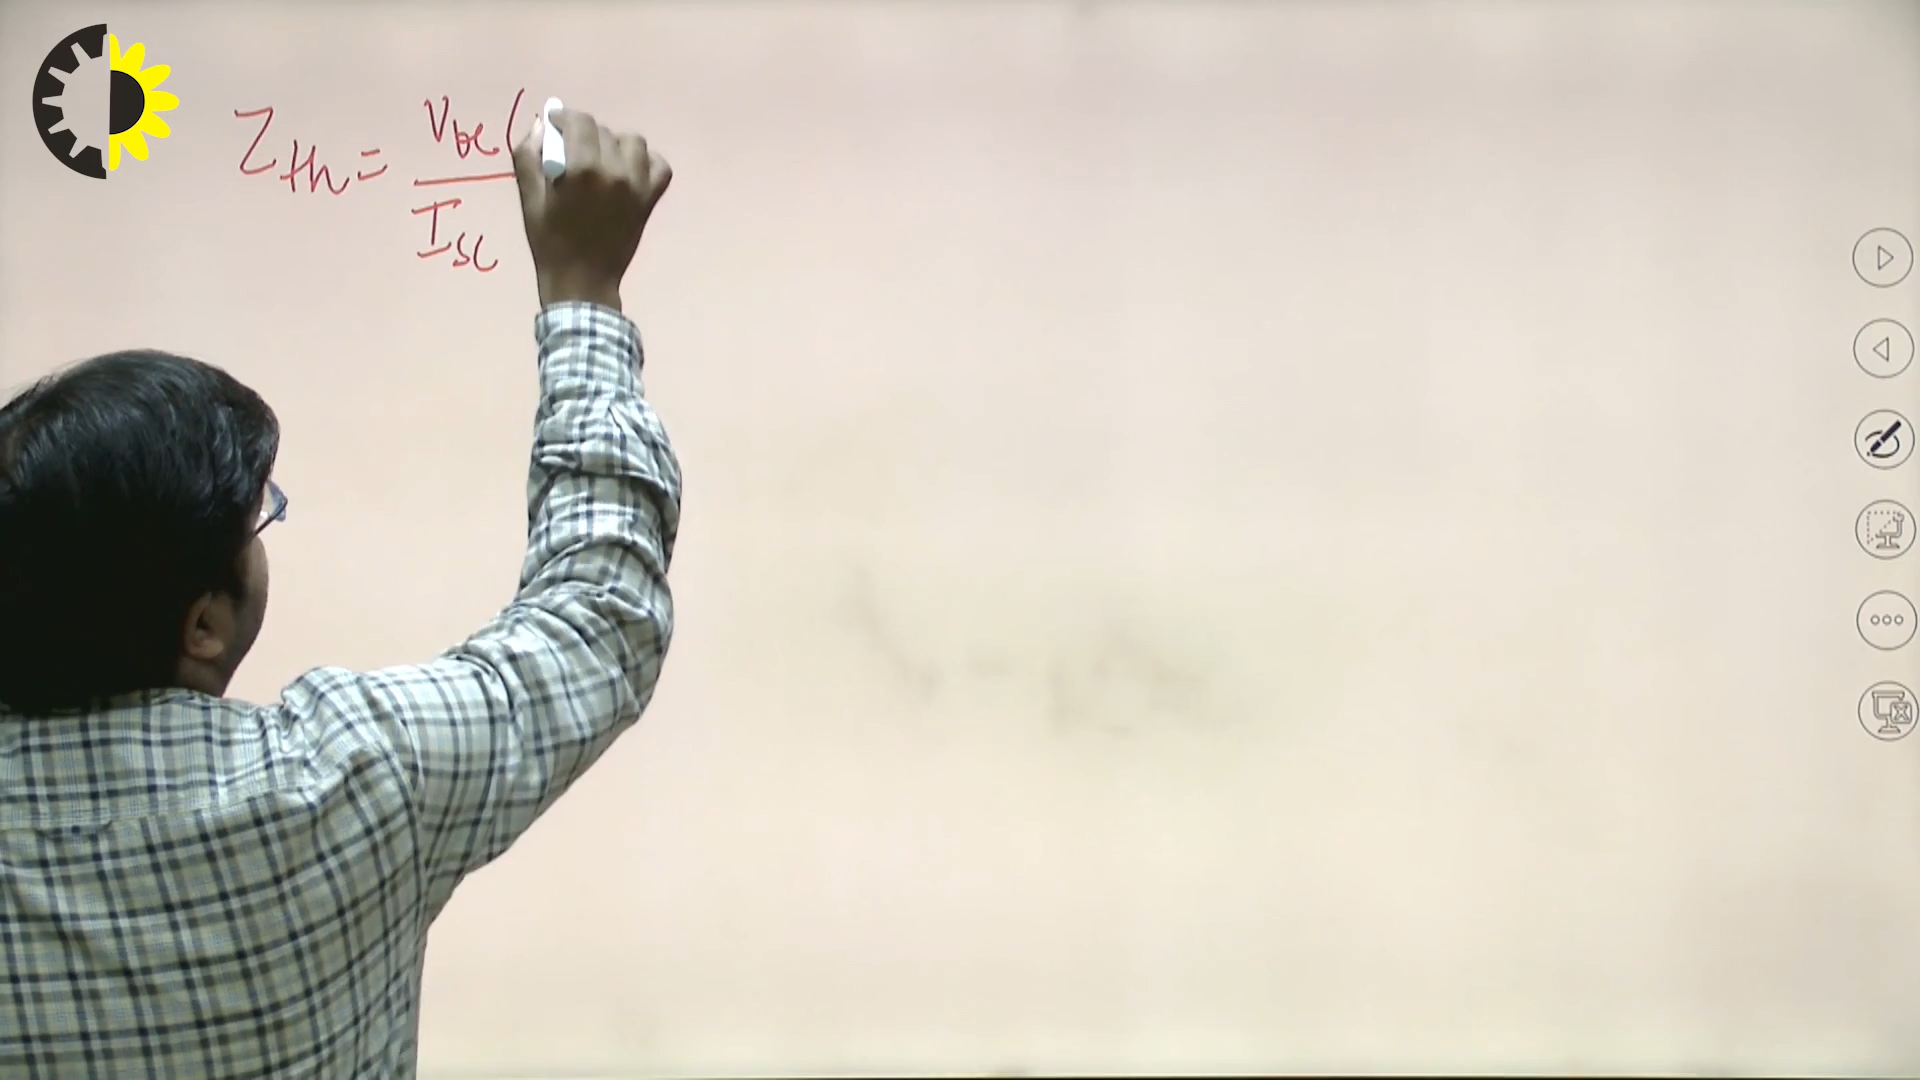 Zth = Voc (
Isc